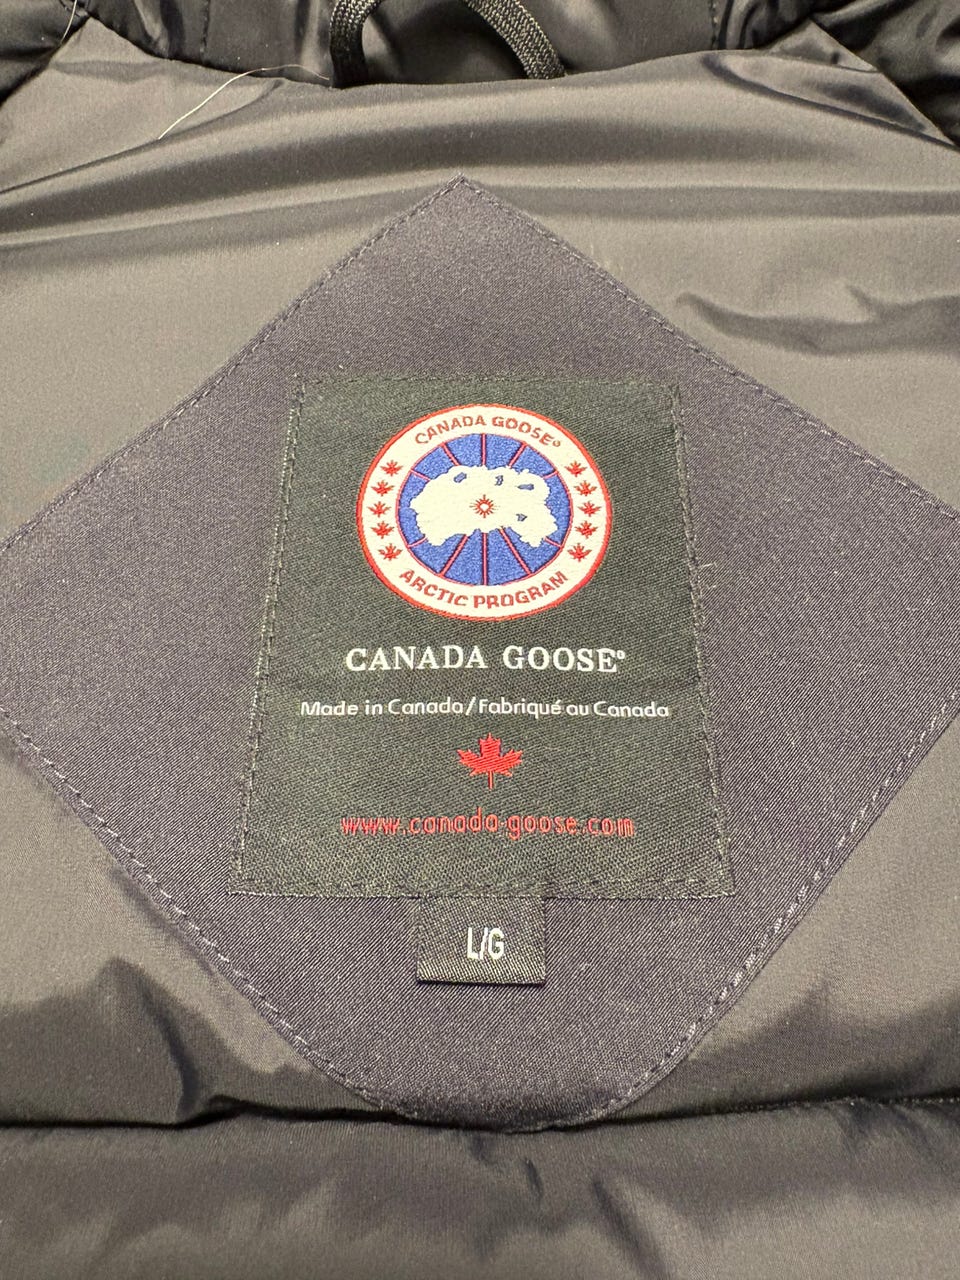 CANADA GOOSE®
ARCTIC PROGRAM
CANADA GOOSE®
Made in Canada/Fabriqué au Canada
www.canada-goose.com
L/G